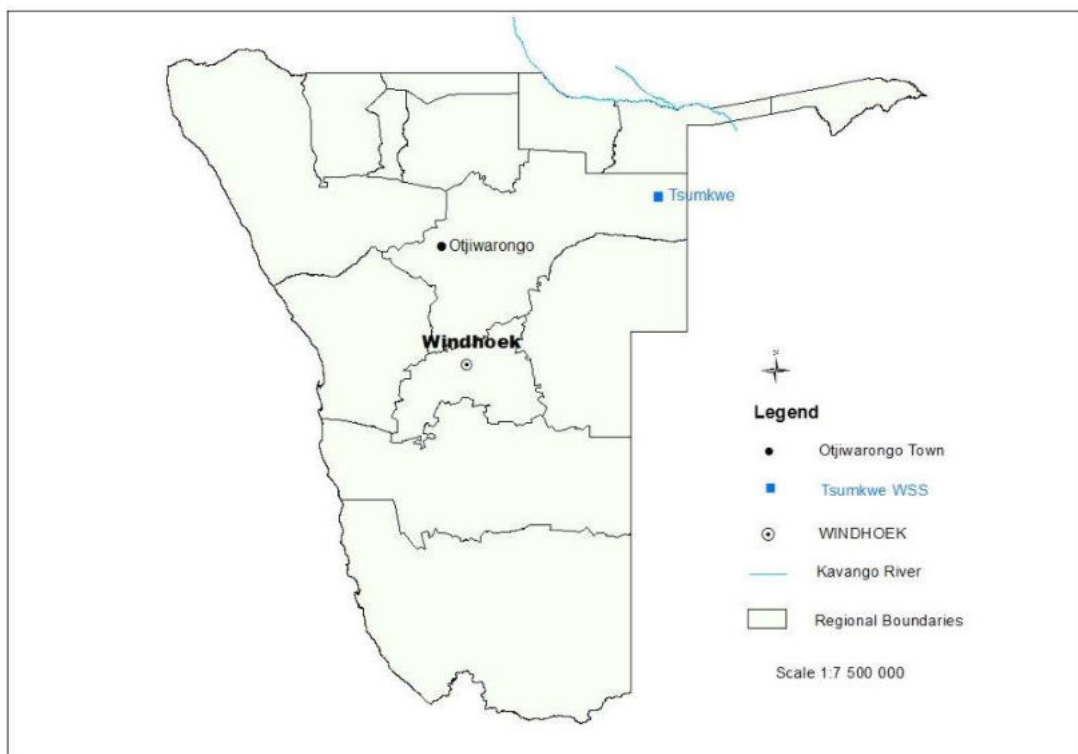 Tsumkwe
Otjiwarongo
Windhoek
Legend
Otjiwarongo Town
Tsumkwe WSS
WINDHOEK
Kavango River
Regional Boundaries
Scale 1:7 500 000